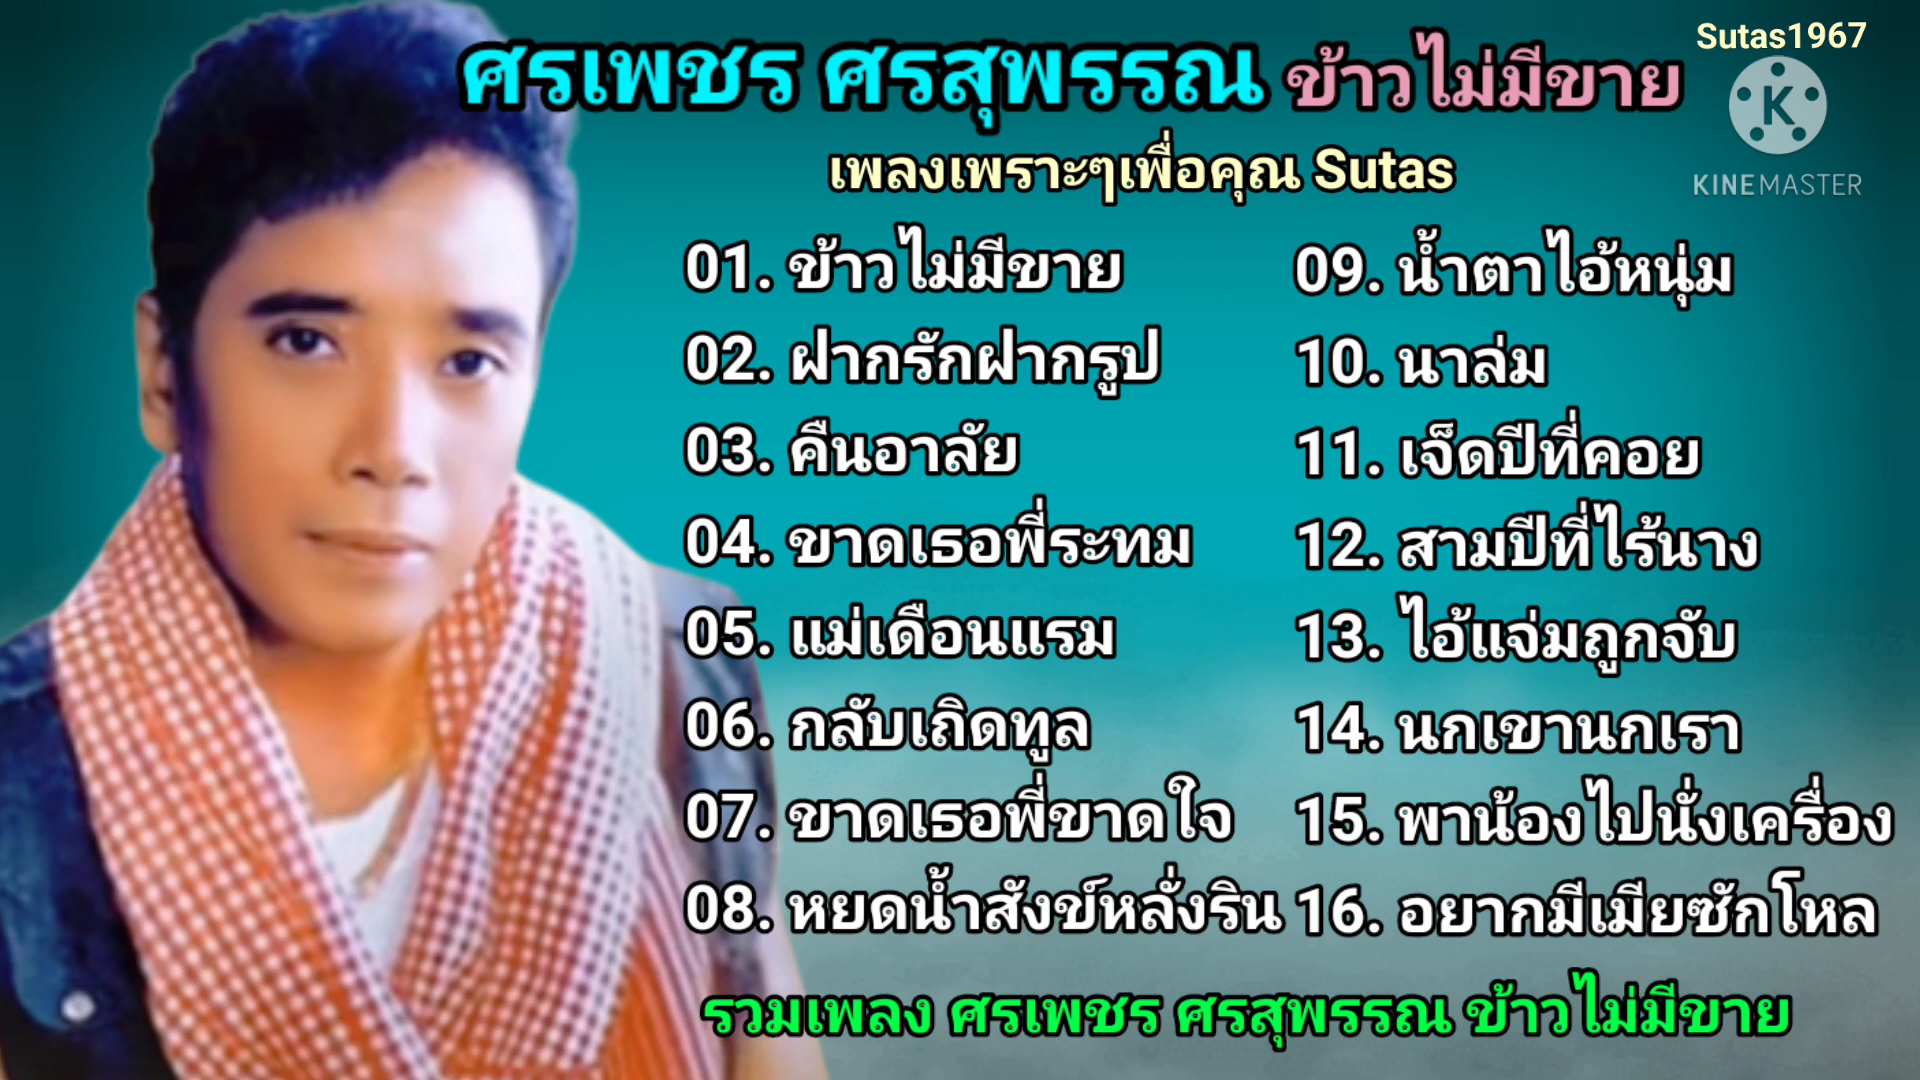 Sutas1967
ศรเพชร ศรสุพรรณ ข้าวไม่มีขาย
KINEMASTER
เพลงเพราะๆเพื่อคุณ Sutas
01. ข้าวไม่มีขาย
02. ฝากรักฝากรูป
03. คืนอาลัย
04. ขาดเธอพี่ระทม
05. แม่เดือนแรม
06. กลับเถิดทูล
07. ขาดเธอพี่ขาดใจ
08. หยดน้ำสังข์หลั่งริน
09. น้ำตาไอ้หนุ่ม
10. นาล่ม
11. เจ็ดปีที่คอย
12. สามปีที่ไร้นาง
13. ไอ้แจ่มถูกจับ
14. นกเขานกเรา
15. พาน้องไปนั่งเครื่อง
16. อยากมีเมียซักโหล
รวมเพลง ศรเพชร ศรสุพรรณ ข้าวไม่มีขาย